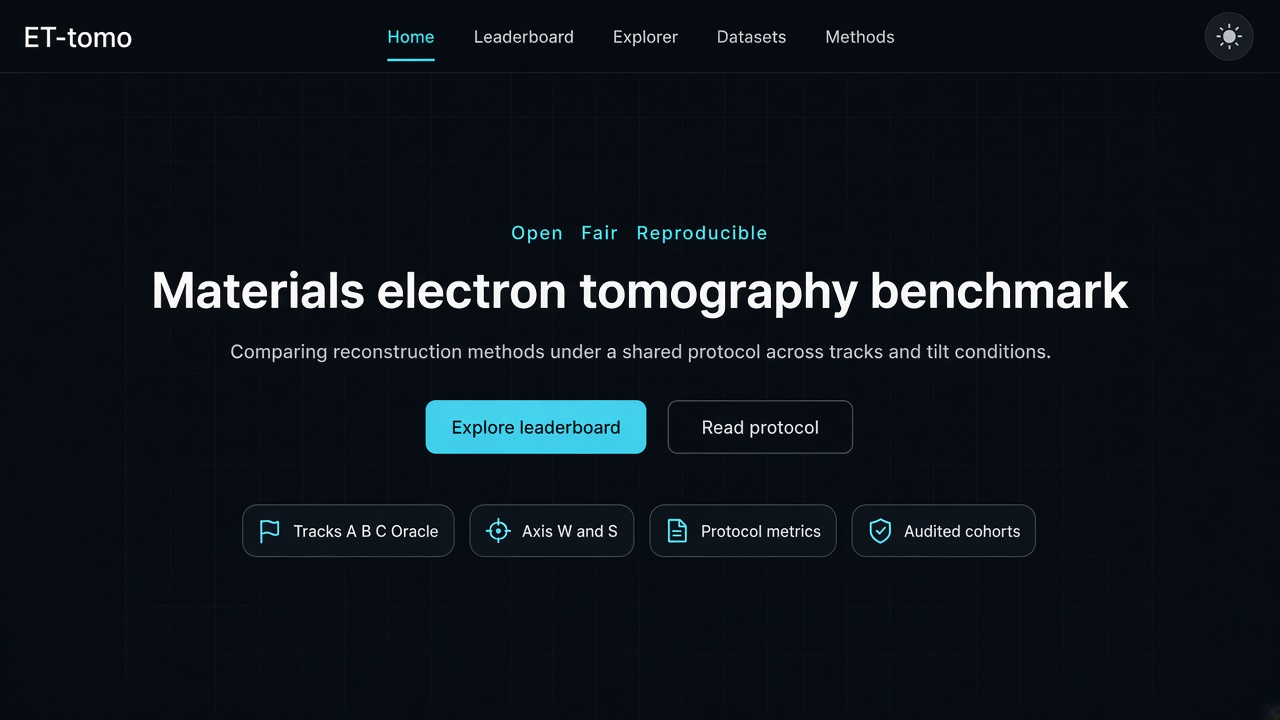 ET-tomo
Home Leaderboard Explorer Datasets Methods
Open Fair Reproducible
Materials electron tomography benchmark
Comparing reconstruction methods under a shared protocol across tracks and tilt conditions.
Explore leaderboard Read protocol
Tracks A B C Oracle Axis W and S Protocol metrics Audited cohorts